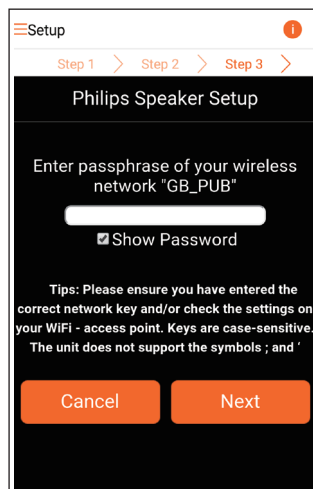 Setup
i
Step 1 Step 2 Step 3
Philips Speaker Setup
Enter passphrase of your wireless
network "GB_PUB"
Show Password
Tips: Please ensure you have entered the
correct network key and/or check the settings on
your WiFi - access point. Keys are case-sensitive.
The unit does not support the symbols ; and ‘
Cancel Next